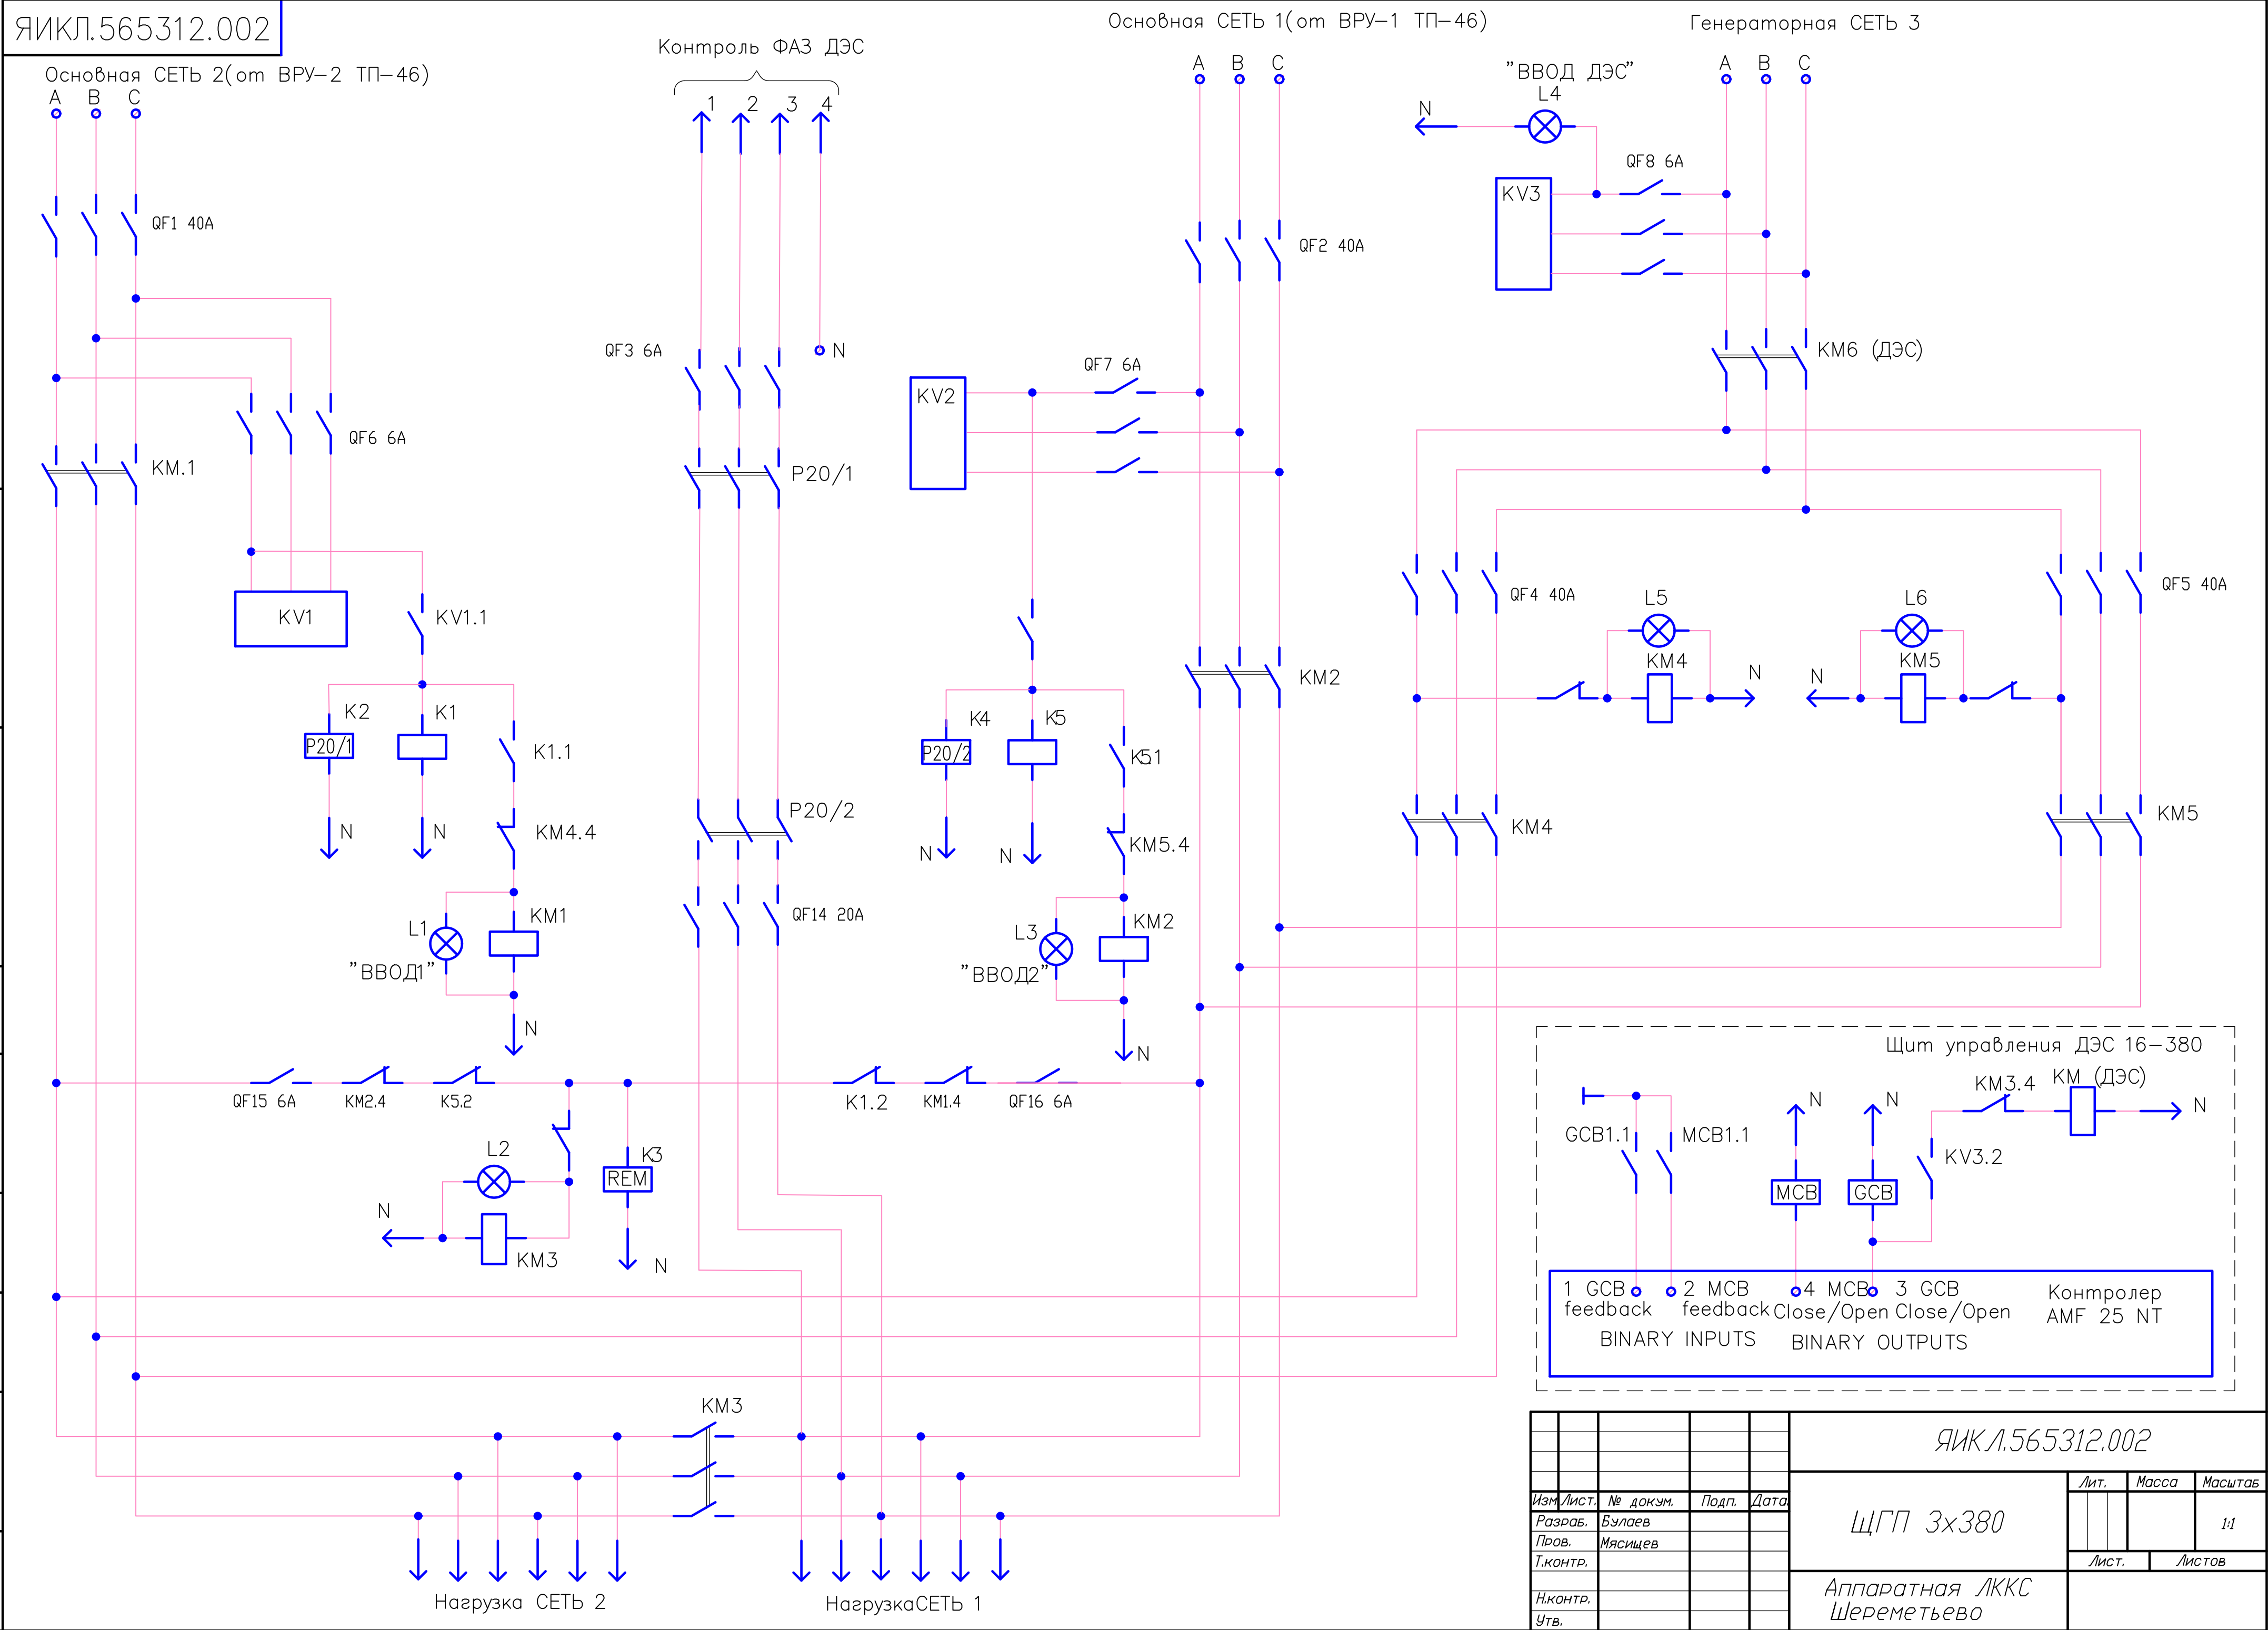 ЯИКЛ.565312.002
Основная СЕТЬ 2(от ВРУ-2 ТП-46)
A B C
QF1 40A
QF6 6A
KM.1
KV1
KV1.1
K2
P20/1
K1
K1.1
N
N
KM4.4
L1
KM1
"ВВОД1"
N
Контроль ФАЗ ДЭС
1 2 3 4
QF3 6A
N
P20/1
P20/2
QF14 20A
Основная СЕТЬ 1(от ВРУ-1 ТП-46)
A B C
QF2 40A
QF7 6A
KV2
KM2
K4
P20/2
K5
K5.1
N
N
KM5.4
L3
KM2
"ВВОД2"
N
Генераторная СЕТЬ 3
A B C
"ВВОД ДЭС"
L4
N
QF8 6A
KV3
KM6 (ДЭС)
QF4 40A
QF5 40A
L5
KM4
N
L6
KM5
N
KM4
KM5
QF15 6A
KM2.4
K5.2
K1.2
KM1.4
QF16 6A
L2
N
KM3
K3
REM
N
KM3
Нагрузка СЕТЬ 2
НагрузкаСЕТЬ 1
Щит управления ДЭС 16-380
KM3.4
KM (ДЭС)
N
N
N
GCB1.1
MCB1.1
KV3.2
MCB
GCB
1 GCB
feedback
2 MCB
feedback
4 MCB
Close/Open
3 GCB
Close/Open
BINARY INPUTS
BINARY OUTPUTS
Контролер
AMF 25 NT
ЯИКЛ.565312.002
Изм Лист. № докум. Подп. Дата
Разраб. Булаев
Пров. Мясищев
Т.контр.
Н.контр.
Утв.
ЩГП 3х380
Лит. Масса Масштаб
1:1
Лист. Листов
Аппаратная ЛККС
Шереметьево